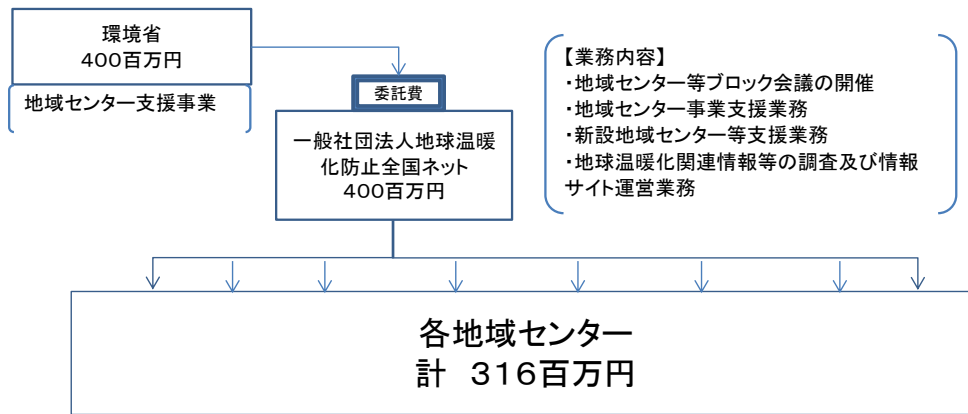 環境省
400百万円
地域センター支援事業
委託費
一般社団法人地球温暖
化防止全国ネット
400百万円
【業務内容】
・地域センター等ブロック会議の開催
・地域センター事業支援業務
・新設地域センター等支援業務
・地球温暖化関連情報等の調査及び情報
サイト運営業務
各地域センター
計　316百万円